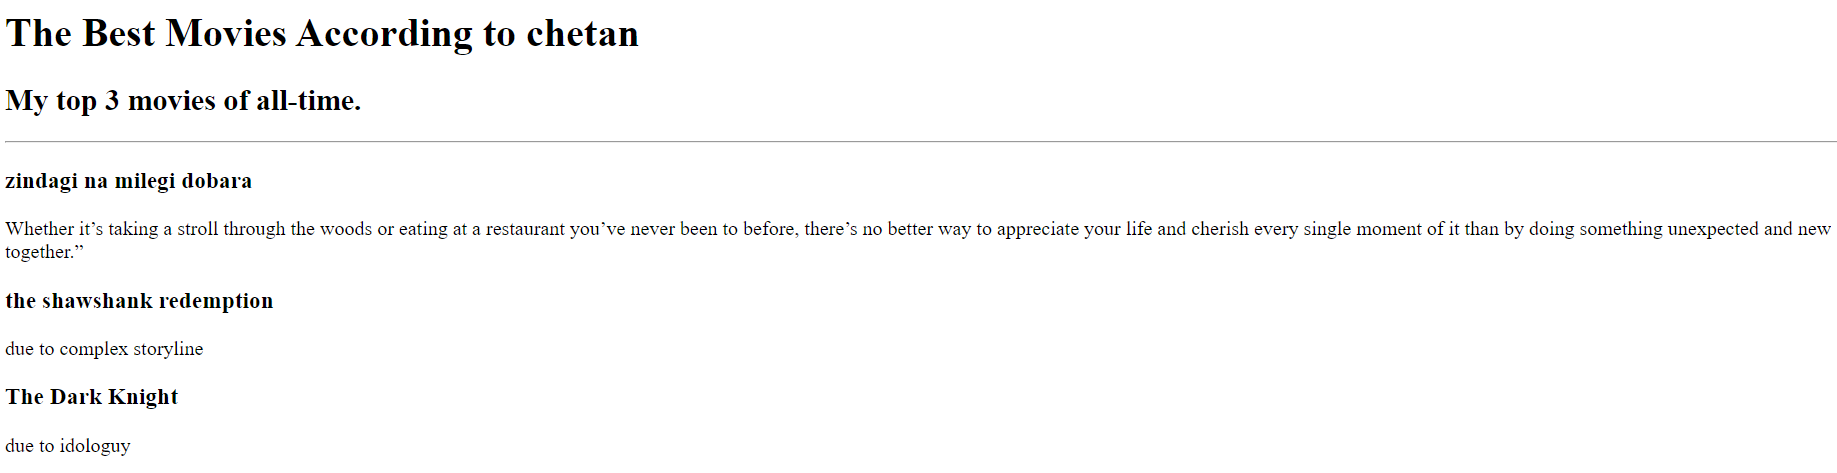 The Best Movies According to chetan
My top 3 movies of all-time.
zindagi na milegi dobara
Whether it’s taking a stroll through the woods or eating at a restaurant you’ve never been to before, there’s no better way to appreciate your life and cherish every single moment of it than by doing something unexpected and new
together.”
the shawshank redemption
due to complex storyline
The Dark Knight
due to idologuy